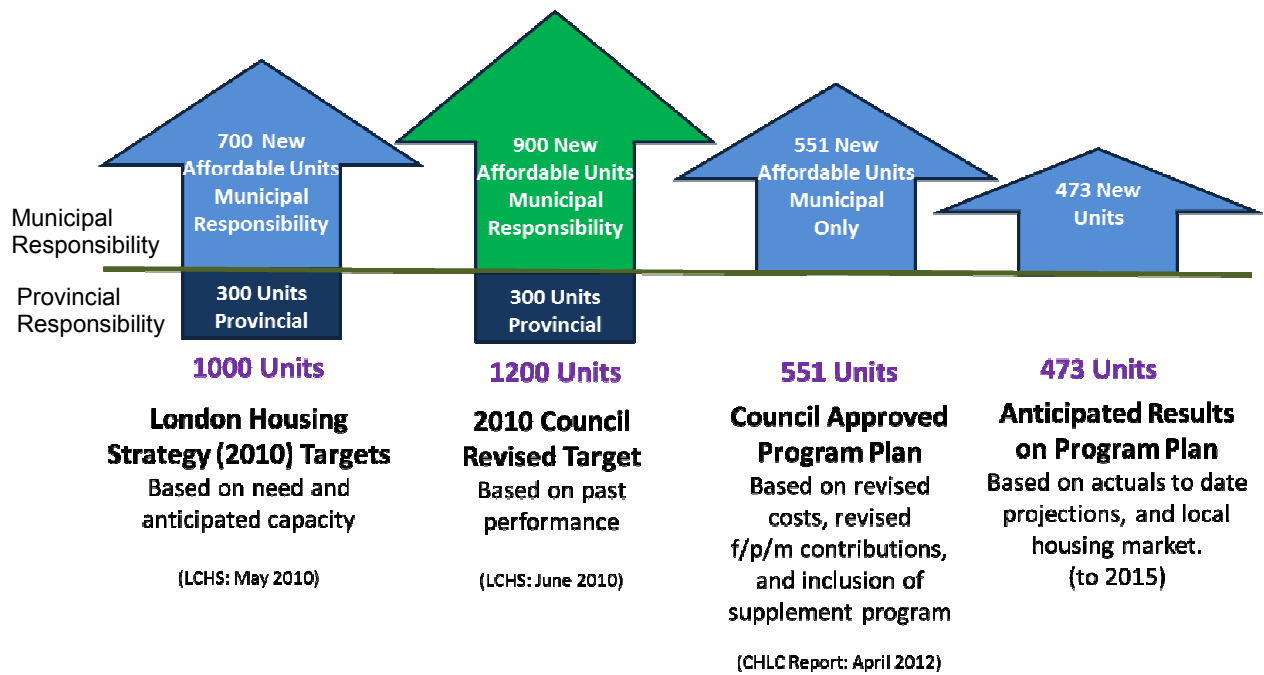 700 New
Affordable Units
Municipal
Responsibility
900 New
Affordable Units
Municipal
Responsibility
551 New
Affordable Units
Municipal
Only
473 New
Units
Municipal
Responsibility
Provincial
Responsibility
300 Units
Provincial
300 Units
Provincial
1000 Units
London Housing
Strategy (2010) Targets
Based on need and
anticipated capacity
(LCHS: May 2010)
1200 Units
2010 Council
Revised Target
Based on past
performance
(LCHS: June 2010)
551 Units
Council Approved
Program Plan
Based on revised
costs, revised
f/p/m contributions,
and inclusion of
supplement program
(CHLC Report: April 2012)
473 Units
Anticipated Results
on Program Plan
Based on actuals to date
projections, and local
housing market.
(to 2015)